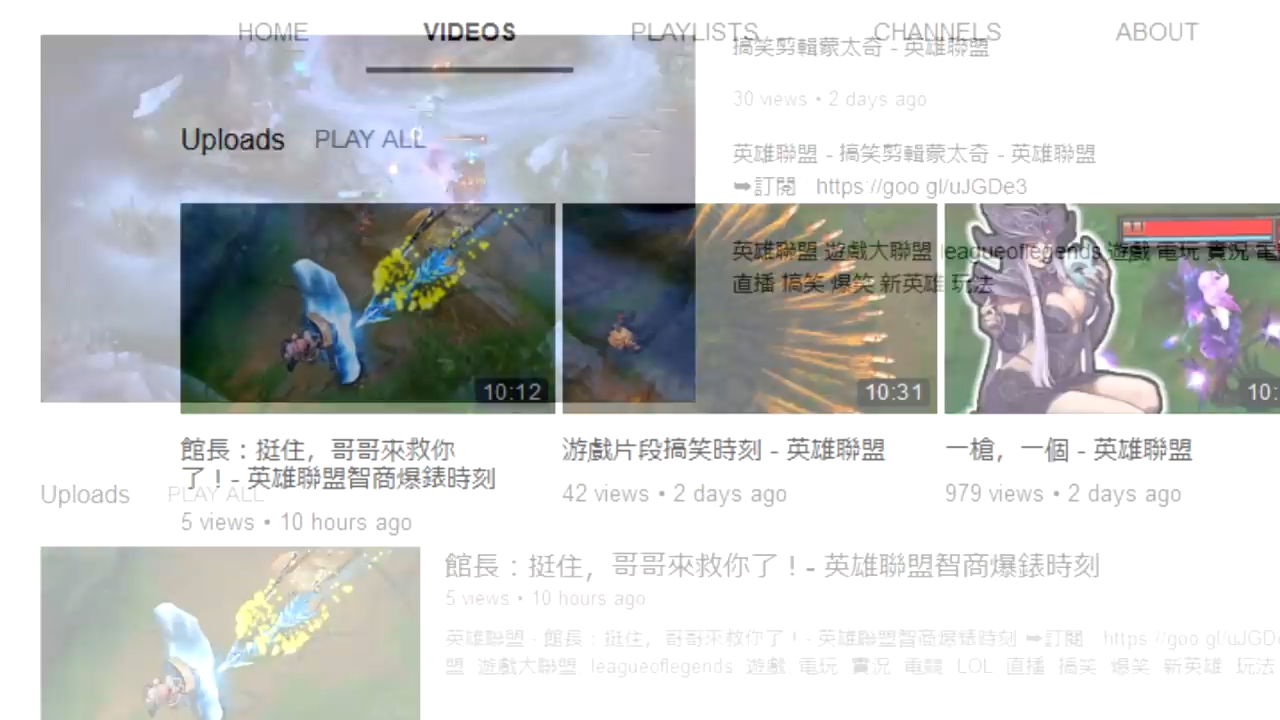 HOME VIDEOS PLAYLISTS CHANNELS ABOUT
搞笑剪輯蒙太奇 - 英雄聯盟
30 views • 2 days ago
Uploads PLAY ALL
英雄聯盟 - 搞笑剪輯蒙太奇 - 英雄聯盟
➥訂閱 https://goo gl/uJGDe3
英雄聯盟 遊戲大聯盟 leagueoflegends 遊戲 電玩 實況
直播 搞笑 爆笑 新英雄 玩法
10:12
10:31
館長：挺住，哥哥來救你
了！- 英雄聯盟智商爆錶時刻
5 views • 10 hours ago
游戲片段搞笑時刻 - 英雄聯盟
42 views • 2 days ago
一槍，一個 - 英雄聯盟
979 views • 2 days ago
Uploads PLAY ALL
館長：挺住，哥哥來救你了！- 英雄聯盟智商爆錶時刻
5 views • 10 hours ago
英雄聯盟 - 館長：挺住，哥哥來救你了！- 英雄聯盟智商爆錶時刻 ➥訂閱 https://goo gl/uJGD
盟 遊戲大聯盟 leagueoflegends 遊戲 電玩 實況 電競 LOL 直播 搞笑 爆笑 新英雄 玩法